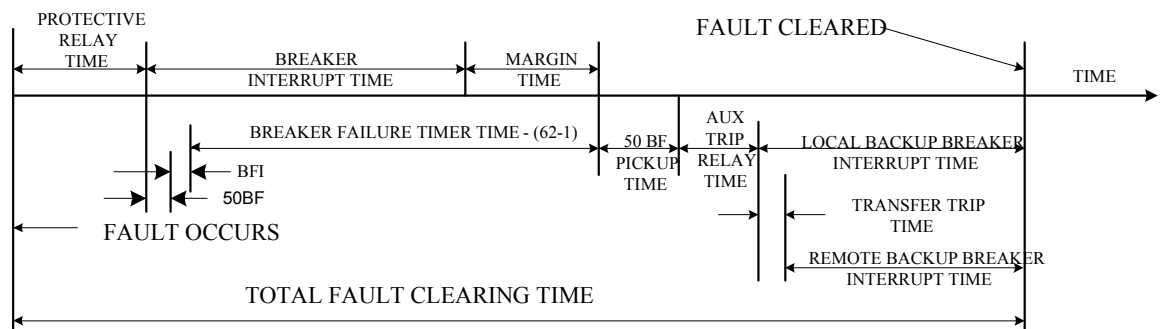 PROTECTIVE
RELAY
TIME
BREAKER
INTERRUPT TIME
MARGIN
TIME
FAULT CLEARED
TIME
BREAKER FAILURE TIMER TIME - (62-1)
50 BF
PICKUP
TIME
AUX
TRIP
RELAY
TIME
LOCAL BACKUP BREAKER
INTERRUPT TIME
BFI
50BF
TRANSFER TRIP
TIME
FAULT OCCURS
REMOTE BACKUP BREAKER
INTERRUPT TIME
TOTAL FAULT CLEARING TIME